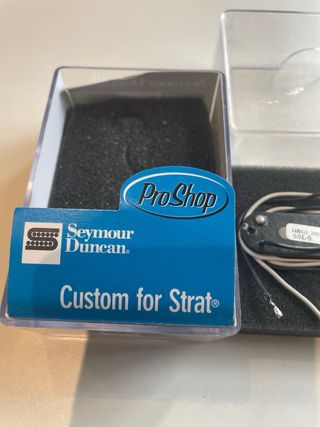 ProShop
Seymour
Duncan®
Custom for Strat®
SSL-5